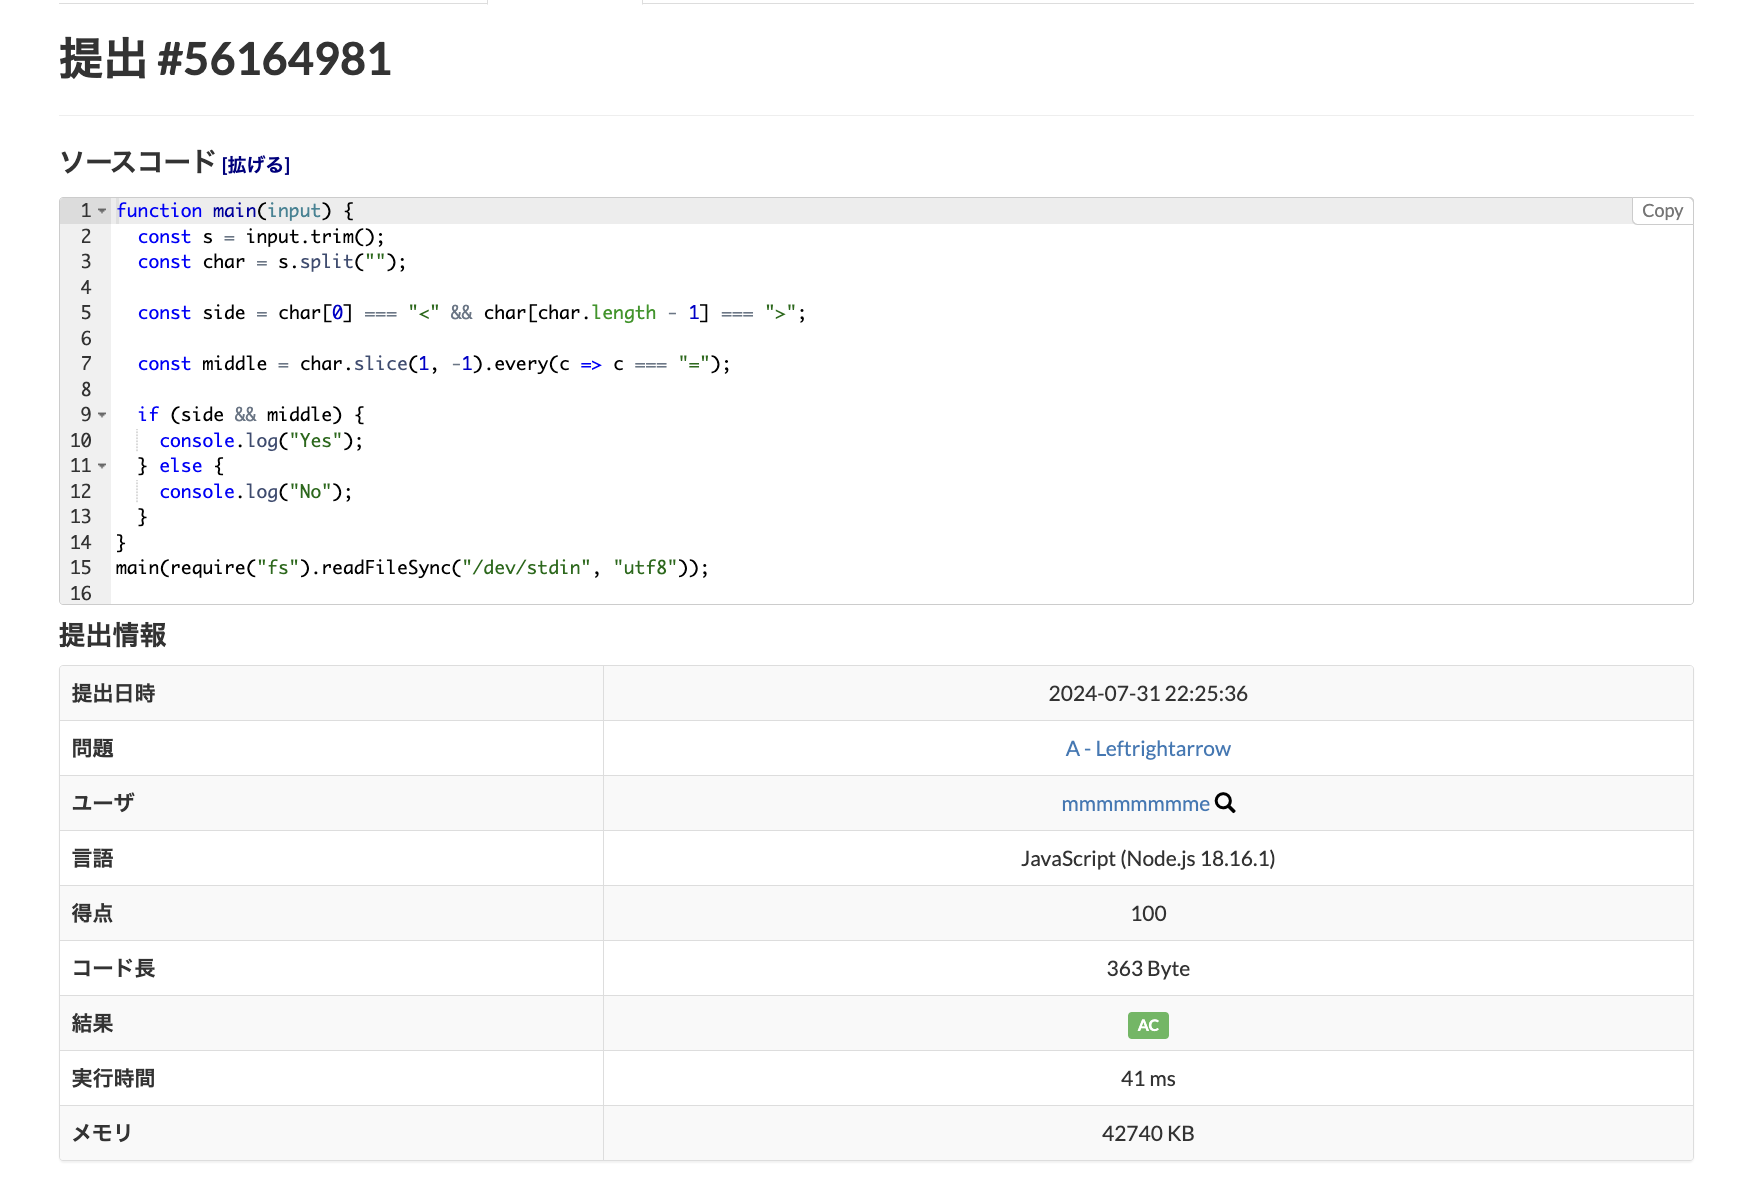 提出 #56164981
ソースコード [拡げる]
Copy
1 function main(input) {
2   const s = input.trim();
3   const char = s.split("");
4
5   const side = char[0] === "<" && char[char.length - 1] === ">";
6
7   const middle = char.slice(1, -1).every(c => c === "=");
8
9   if (side && middle) {
10     console.log("Yes");
11   } else {
12     console.log("No");
13   }
14 }
15 main(require("fs").readFileSync("/dev/stdin", "utf8"));
16
提出情報
提出日時 2024-07-31 22:25:36
問題 A - Leftrightarrow
ユーザ mmmmmmmme
言語 JavaScript (Node.js 18.16.1)
得点 100
コード長 363 Byte
結果 AC
実行時間 41 ms
メモリ 42740 KB